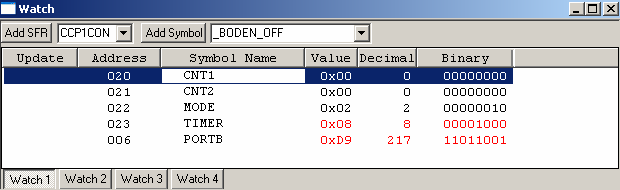 Watch
Add SFR CCP1CON Add Symbol _BODEN_OFF
Update Address Symbol Name Value Decimal Binary
020 CNT1 0x00 0 00000000
021 CNT2 0x00 0 00000000
022 MODE 0x02 2 00000010
023 TIMER 0x08 8 00001000
006 PORTB 0xD9 217 11011001
Watch 1 Watch 2 Watch 3 Watch 4